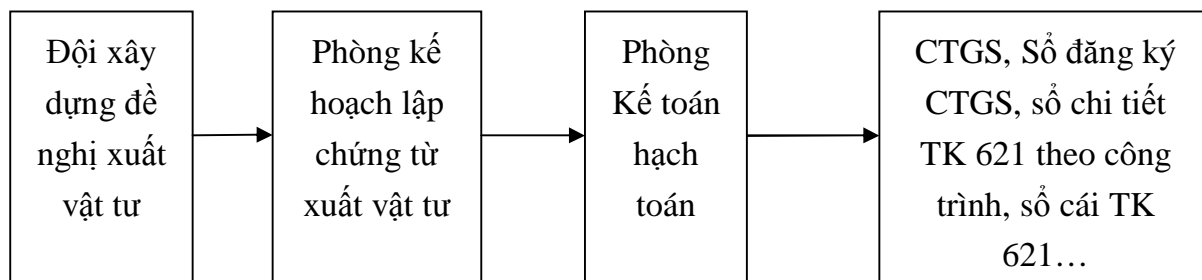 Đội xây
dựng đề
nghị xuất
vật tư
Phòng kế
hoạch lập
chứng từ
xuất vật tư
Phòng
Kế toán
hạch
toán
CTGS, Sổ đăng ký
CTGS, sổ chi tiết
TK 621 theo công
trình, sổ cái TK
621…